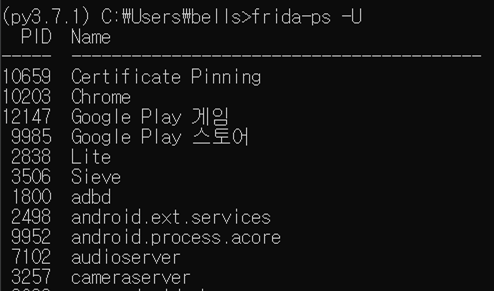 (py3.7.1) C:\Users\bells>frida-ps -U
  PID  Name
-----  -----------------------------------------
10659  Certificate Pinning
10203  Chrome
12147  Google Play 게임
 9985  Google Play 스토어
 2838  Lite
 3506  Sieve
 1800  adbd
 2498  android.ext.services
 9952  android.process.acore
 7102  audioserver
 3257  cameraserver